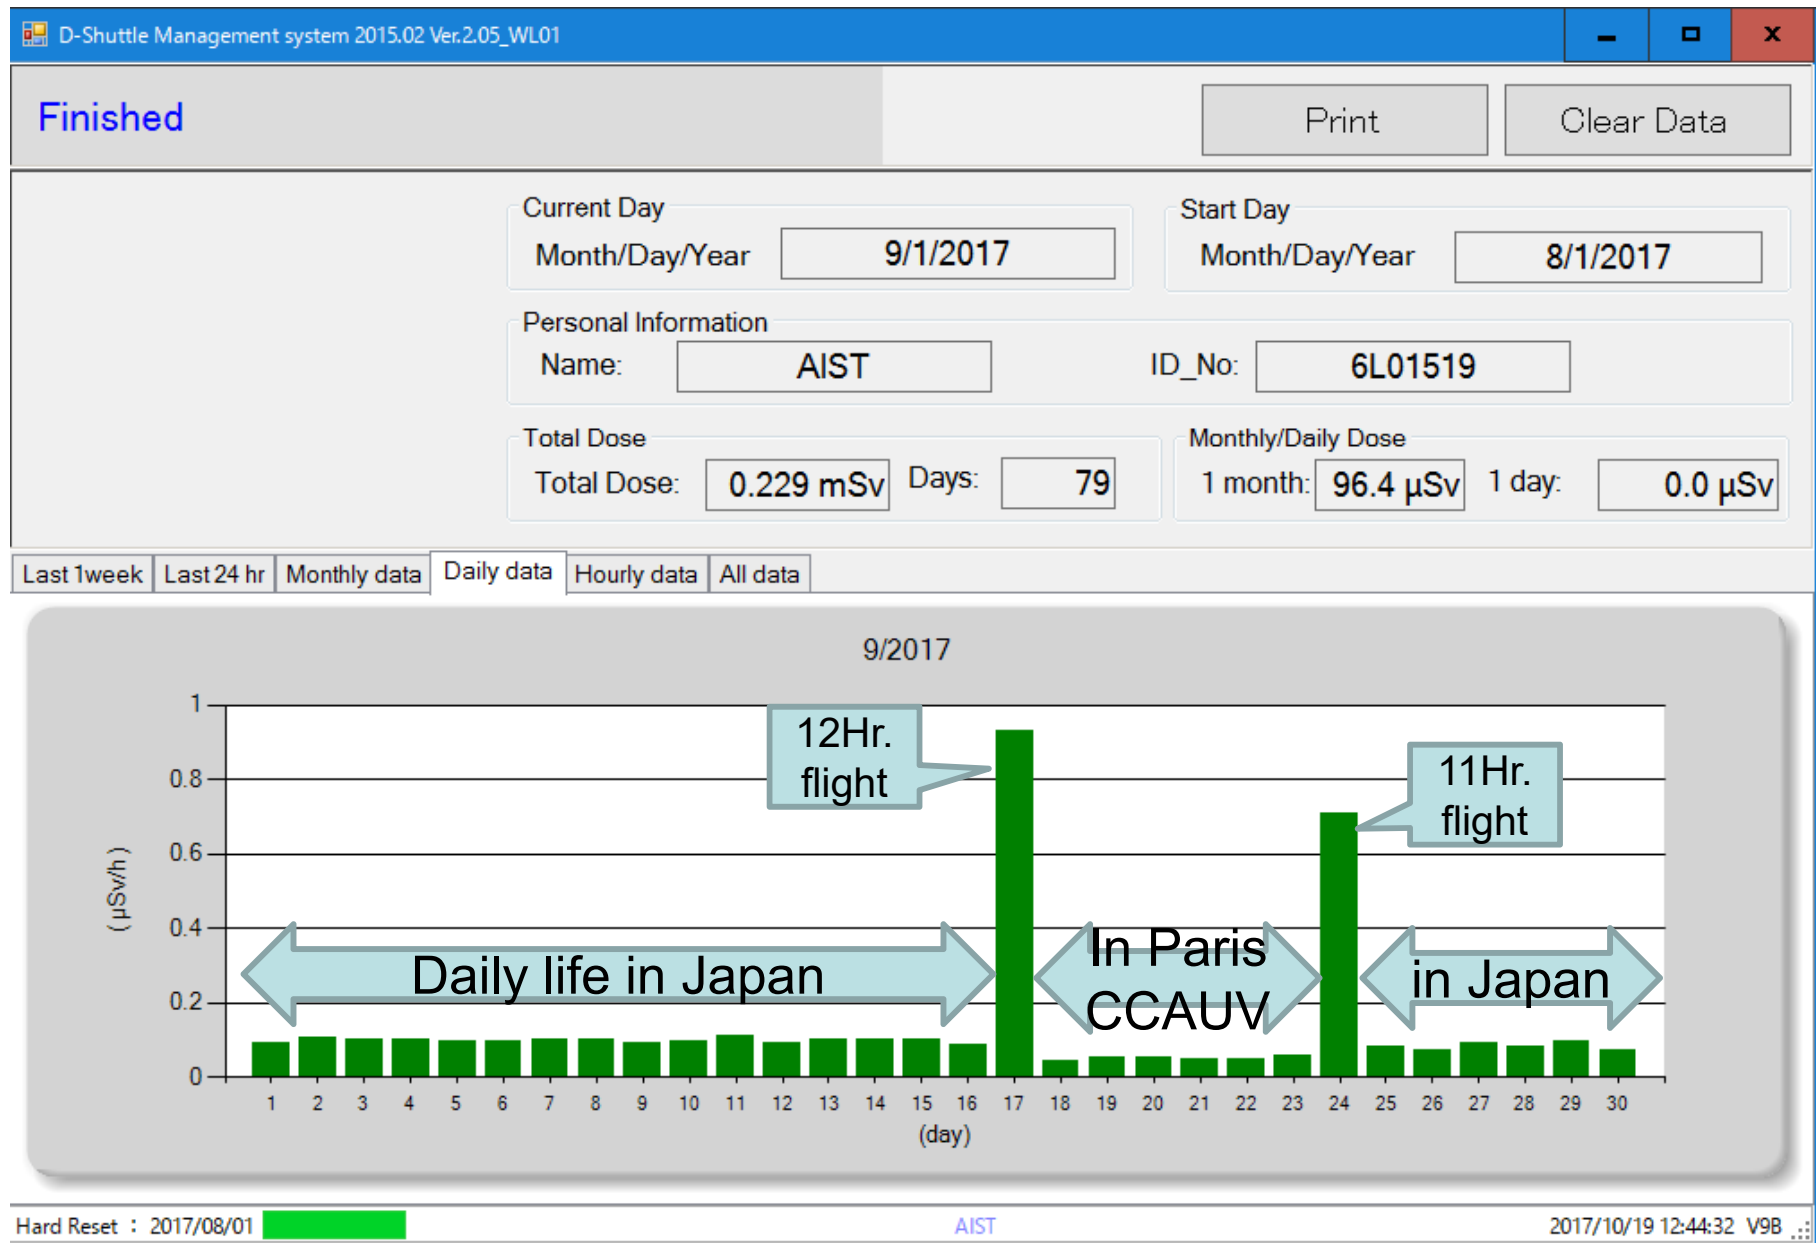 D-Shuttle Management system 2015.02 Ver.2.05_WL01
Finished
Print
Clear Data
Current Day
Month/Day/Year 9/1/2017
Start Day
Month/Day/Year 8/1/2017
Personal Information
Name: AIST
ID_No: 6L01519
Total Dose
Total Dose: 0.229 mSv Days: 79
Monthly/Daily Dose
1 month: 96.4 µSv 1 day: 0.0 µSv
Last 1week Last 24 hr Monthly data Daily data Hourly data All data
9/2017
1
0.8
0.6
0.4
0.2
0
(µSv/h)
12Hr.
flight
11Hr.
flight
Daily life in Japan
In Paris
CCAUV
in Japan
1 2 3 4 5 6 7 8 9 10 11 12 13 14 15 16 17 18 19 20 21 22 23 24 25 26 27 28 29 30
(day)
Hard Reset : 2017/08/01
AIST
2017/10/19 12:44:32 V9B